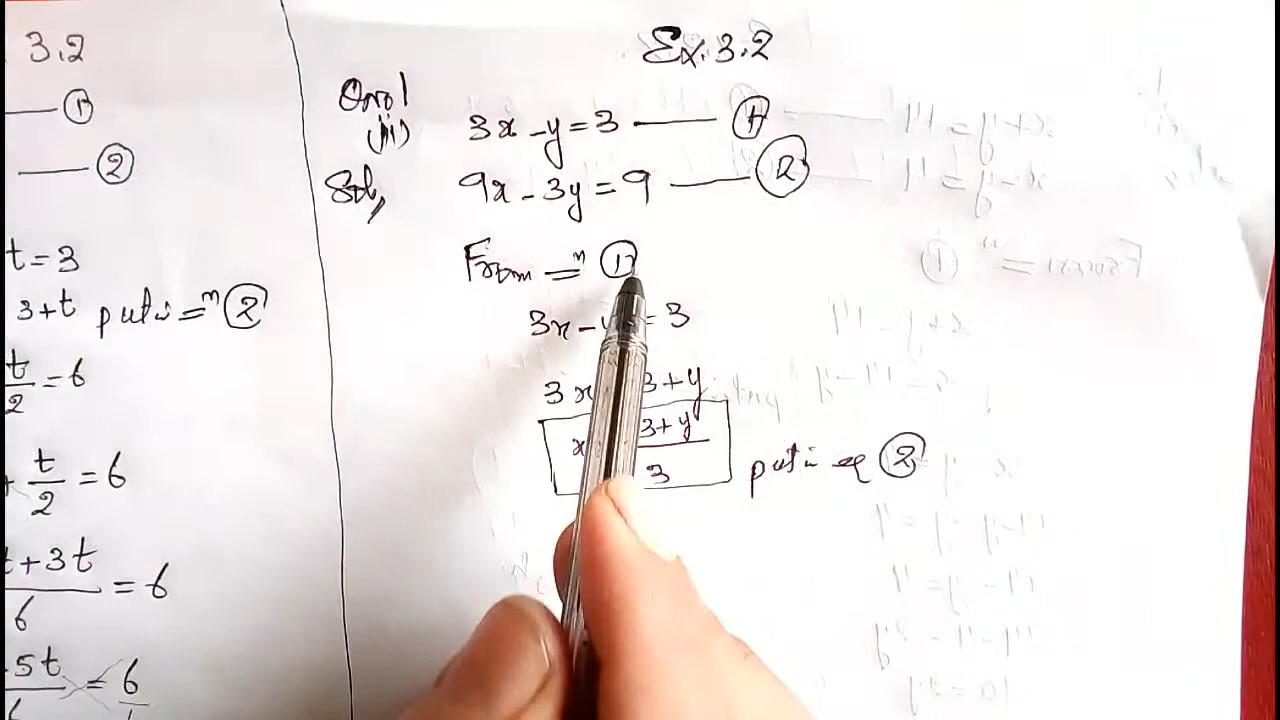 3.2
①
②
t = 3
3+t put in =ⁿ ②
t/2 = 6
+ t/2 = 6
t + 3t / 6 = 6
5t = 6
Ex. 3.2
Qno1
(iii) 3x - y = 3 —— ①
Sol, 9x - 3y = 9 —— ②
From =ⁿ ①
3x - y = 3
3x 3 + y
x 3 + y / 3 put in eq ②